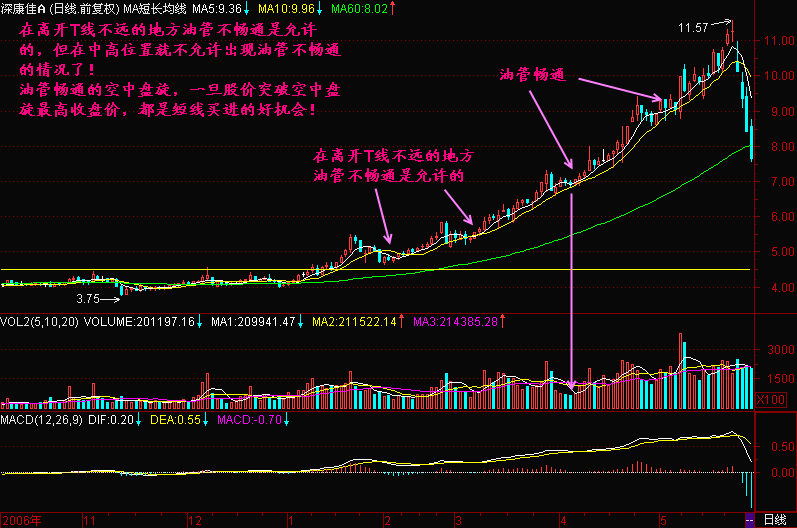 深康佳A (日线.前复权) MA短长均线 MA5:9.36↓ MA10:9.96↓ MA60:8.02↑
在离开T线不远的地方油管不畅通是允许
的，但在中高位置就不允许出现油管不畅通
的情况了！
油管畅通的空中盘旋，一旦股价突破空中盘
旋最高收盘价，都是短线买进的好机会！
11.57
11.00
油管畅通
10.00
9.00
8.00
在离开T线不远的地方
油管不畅通是允许的
7.00
6.00
5.00
4.00
3.75
VOL2(5,10,20) VOLUME:201197.16↓ MA1:209941.47↓ MA2:211522.14↑ MA3:214385.28↑
3000
1500
X100
MACD(12,26,9) DIF:0.20↓ DEA:0.55↓ MACD:-0.70↓
0.50
0.00
2006年 11 12 1 2 3 4 5 日线